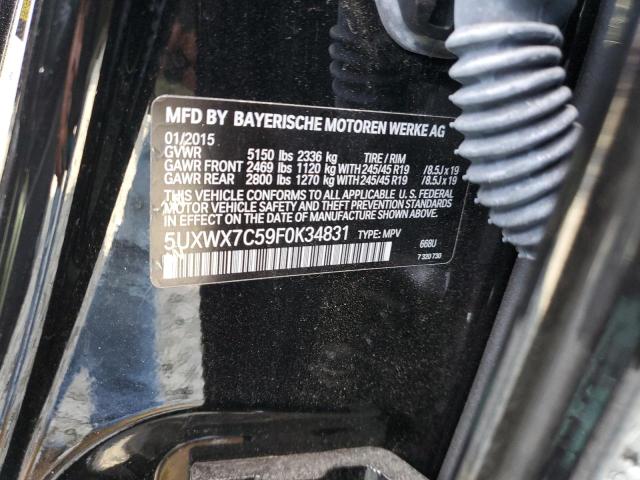 MFD BY BAYERISCHE MOTOREN WERKE AG
01/2015
GVWR 5150 lbs 2336 kg TIRE / RIM
GAWR FRONT 2469 lbs 1120 kg WITH 245/45 R19 /8.5J x 19
GAWR REAR 2800 lbs 1270 kg WITH 245/45 R19 /8.5J x 19
THIS VEHICLE CONFORMS TO ALL APPLICABLE U.S. FEDERAL
MOTOR VEHICLE SAFETY STANDARDS IN EFFECT ON THE DATE OF
MANUFACTURE SHOWN ABOVE.
5UXWX7C59F0K34831 TYPE: MPV 668U
LN 7 320 730